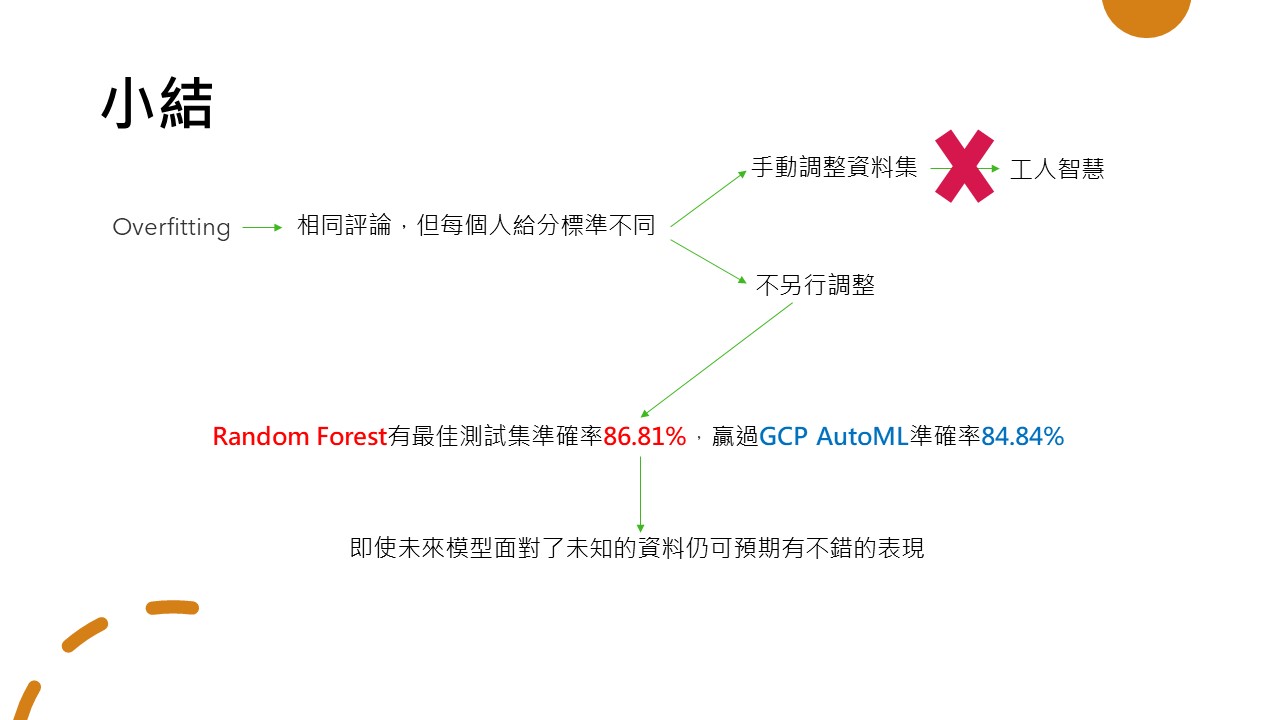 小結
Overfitting
相同評論，但每個人給分標準不同
手動調整資料集
工人智慧
不另行調整
Random Forest有最佳測試集準確率86.81%，贏過GCP AutoML準確率84.84%
即使未來模型面對了未知的資料仍可預期有不錯的表現